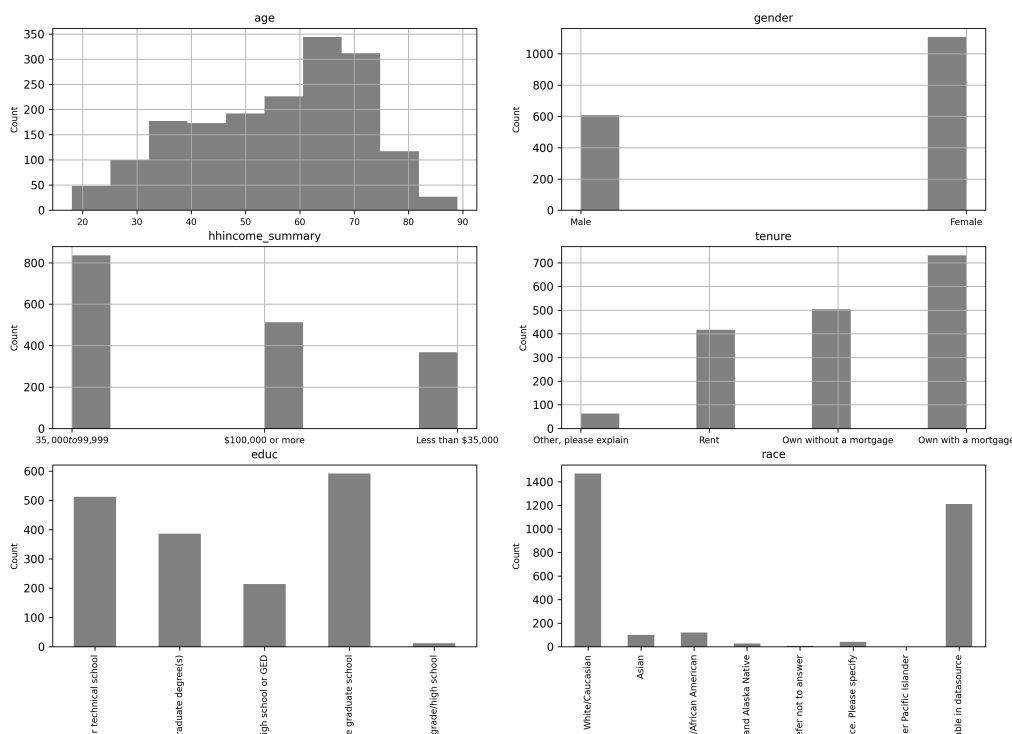 age
gender
350
300
250
200
150
100
50
0
Count
20 30 40 50 60 70 80 90
1000
800
600
400
200
0
Count
Male Female
hhincome_summary
tenure
800
600
400
200
0
Count
35,000to99,999 $100,000 or more Less than $35,000
700
600
500
400
300
200
100
0
Count
Other, please explain Rent Own without a mortgage Own with a mortgage
educ
race
600
500
400
300
200
100
0
Count
r technical school
raduate degree(s)
igh school or GED
e graduate school
grade/high school
1400
1200
1000
800
600
400
200
0
Count
White/Caucasian
Asian
/African American
and Alaska Native
efer not to answer
ce. Please specify
er Pacific Islander
able in datasource